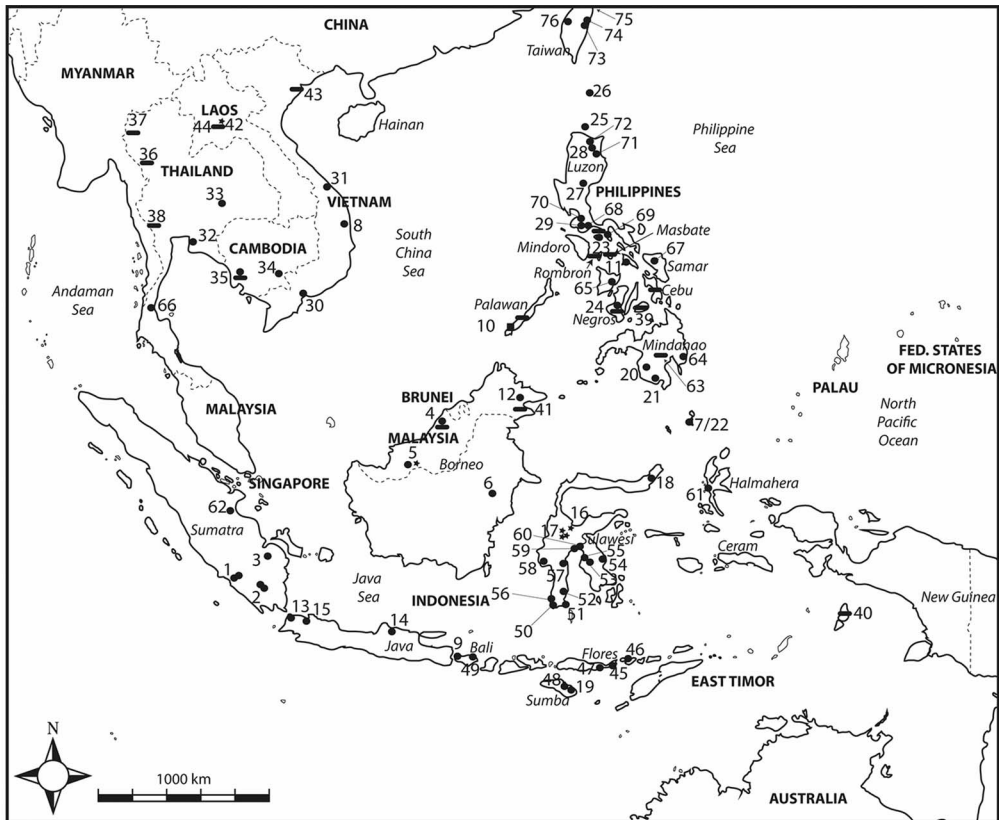 CHINA
76
75
74
Taiwan
73
MYANMAR
26
43
LAOS
44
42
Hainan
25
37
72
Philippine
Sea
28
71
36
Luzon
THAILAND
31
27
PHILIPPINES
33
VIETNAM
70
68
38
8
29
69
South
China
Sea
Masbate
32
CAMBODIA
Mindoro
23
67
34
11
Samar
35
Rombron
65
Cebu
Andaman
Sea
30
24
66
Palawan
Negros
39
10
Mindanao
FED. STATES
OF MICRONESIA
64
20
63
PALAU
21
BRUNEI
12
MALAYSIA
4
41
North
Pacific
Ocean
7/22
MALAYSIA
5
Borneo
SINGAPORE
6
18
Halmahera
61
62
16
Sumatra
17
60
Sulawesi
59
55
3
58
54
Ceram
1
57
53
Java
Sea
2
INDONESIA
56
52
New Guinea
13
15
51
40
50
14
Java
9
Bali
Flores
46
49
47
45
48
19
EAST TIMOR
Sumba
N
1000 km
AUSTRALIA